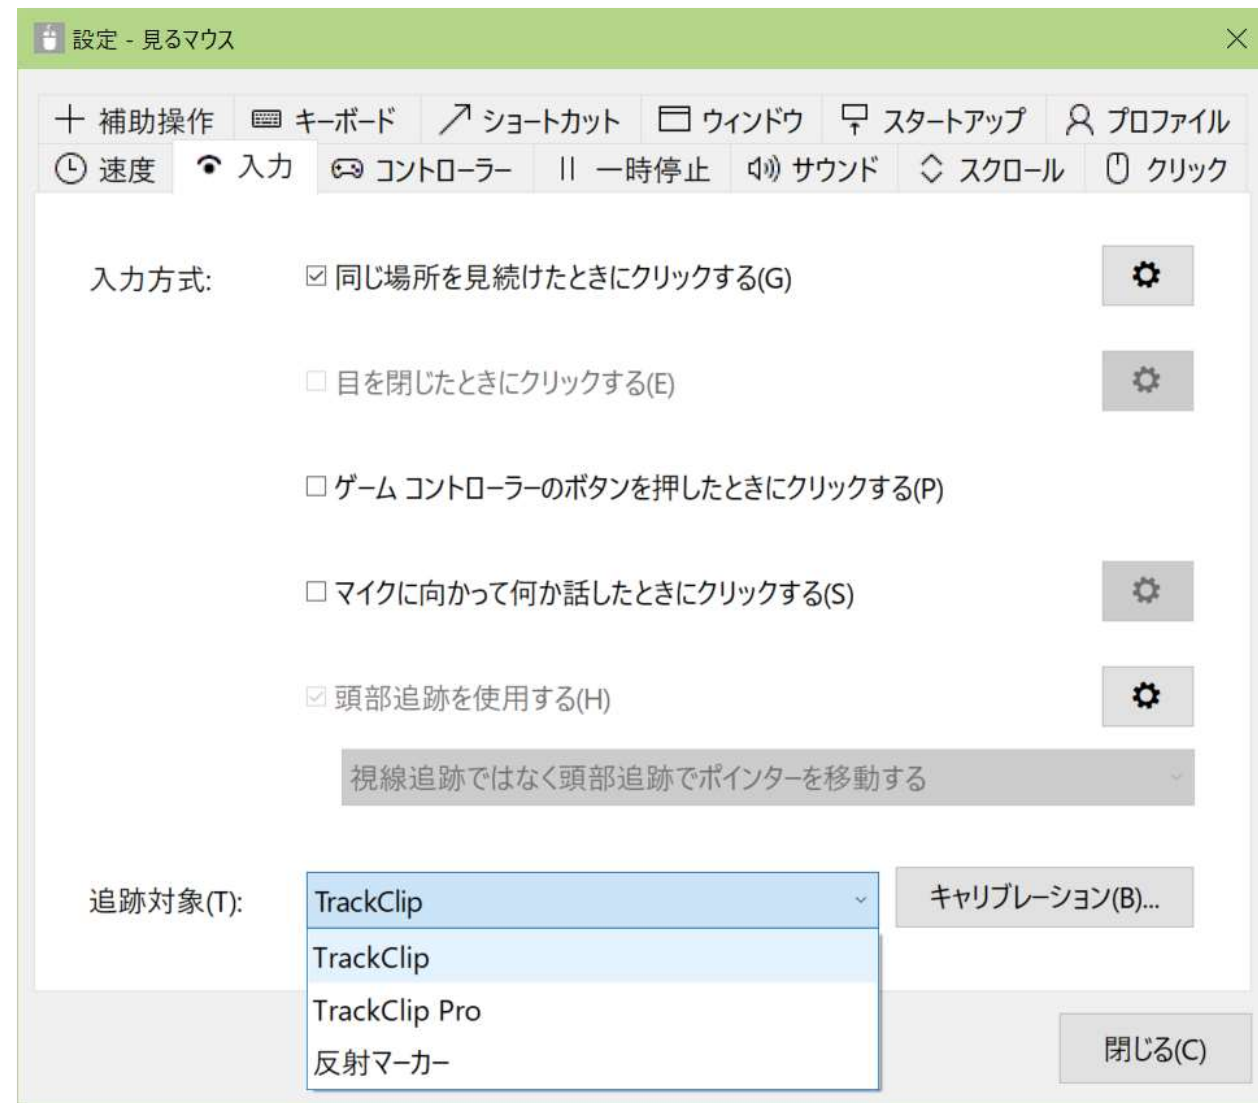 設定 - 見るマウス
補助操作 キーボード ショートカット ウィンドウ スタートアップ プロファイル
速度 入力 コントローラー 一時停止 サウンド スクロール クリック
入力方式: 同じ場所を見続けたときにクリックする(G)
目を閉じたときにクリックする(E)
ゲーム コントローラーのボタンを押したときにクリックする(P)
マイクに向かって何か話したときにクリックする(S)
頭部追跡を使用する(H)
視線追跡ではなく頭部追跡でポインターを移動する
追跡対象(T): TrackClip キャリブレーション(B)...
TrackClip
TrackClip Pro
反射マーカー
閉じる(C)